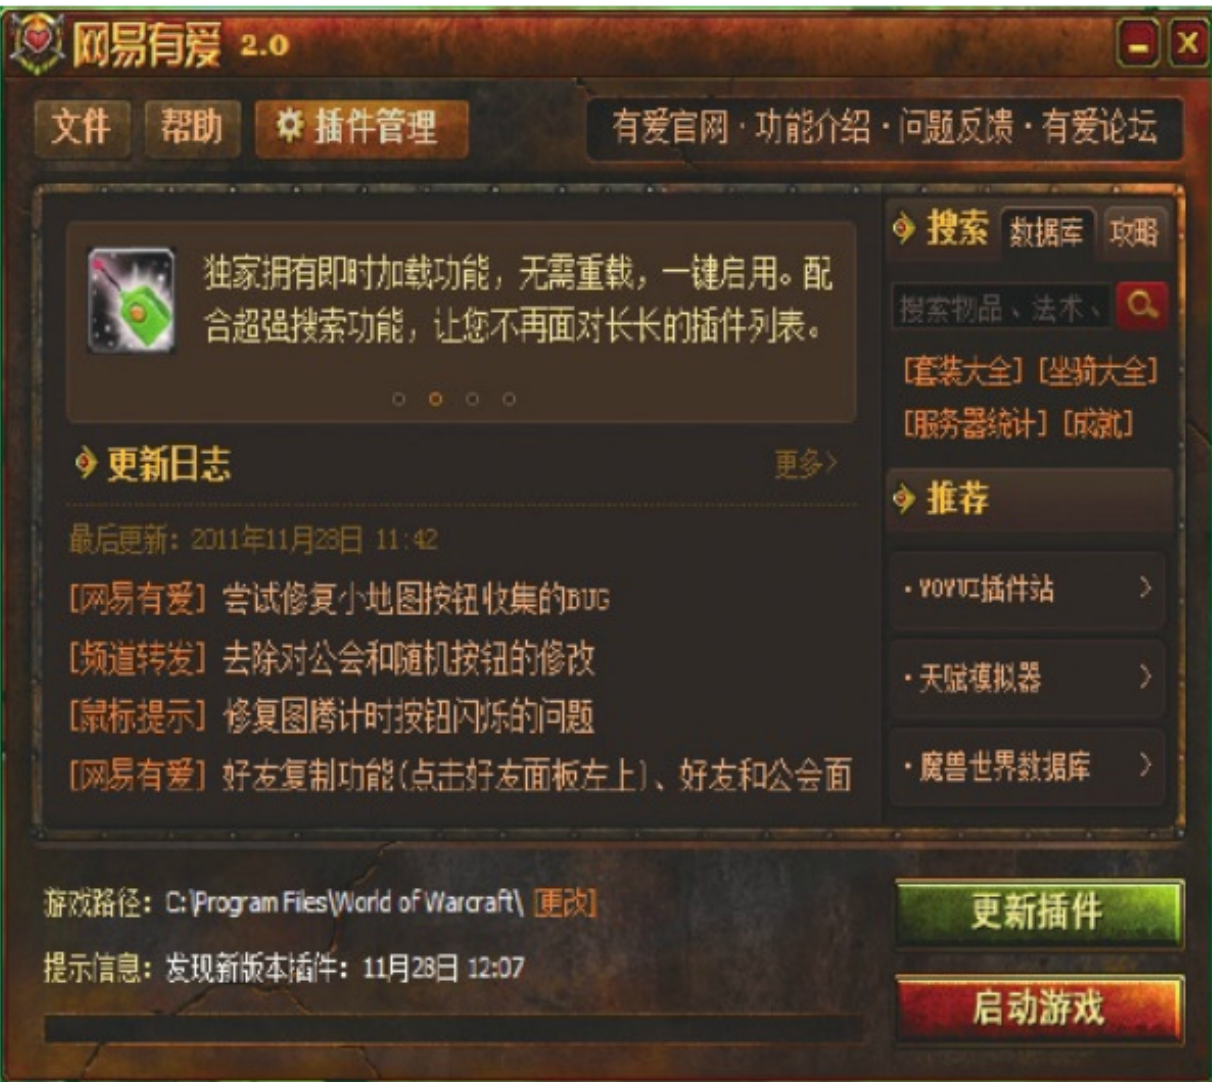 网易有爱 2.0
文件 帮助 插件管理 有爱官网·功能介绍·问题反馈·有爱论坛
独家拥有即时加载功能，无需重载，一键启用。配
合超强搜索功能，让您不再面对长长的插件列表。
更新日志 更多>
最后更新：2011年11月28日 11:42
[网易有爱] 尝试修复小地图按钮收集的BUG
[频道转发] 去除对公会和随机按钮的修改
[鼠标提示] 修复图腾计时按钮闪烁的问题
[网易有爱] 好友复制功能(点击好友面板左上)、好友和公会面
搜索 数据库 攻略
搜索物品、法术、
[套装大全] [坐骑大全]
[服务器统计] [成就]
推荐
·YOYUI插件站 >
·天赋模拟器 >
·魔兽世界数据库 >
游戏路径：C:\Program Files\World of Warcraft\ [更改]
提示信息：发现新版本插件：11月28日 12:07
更新插件
启动游戏